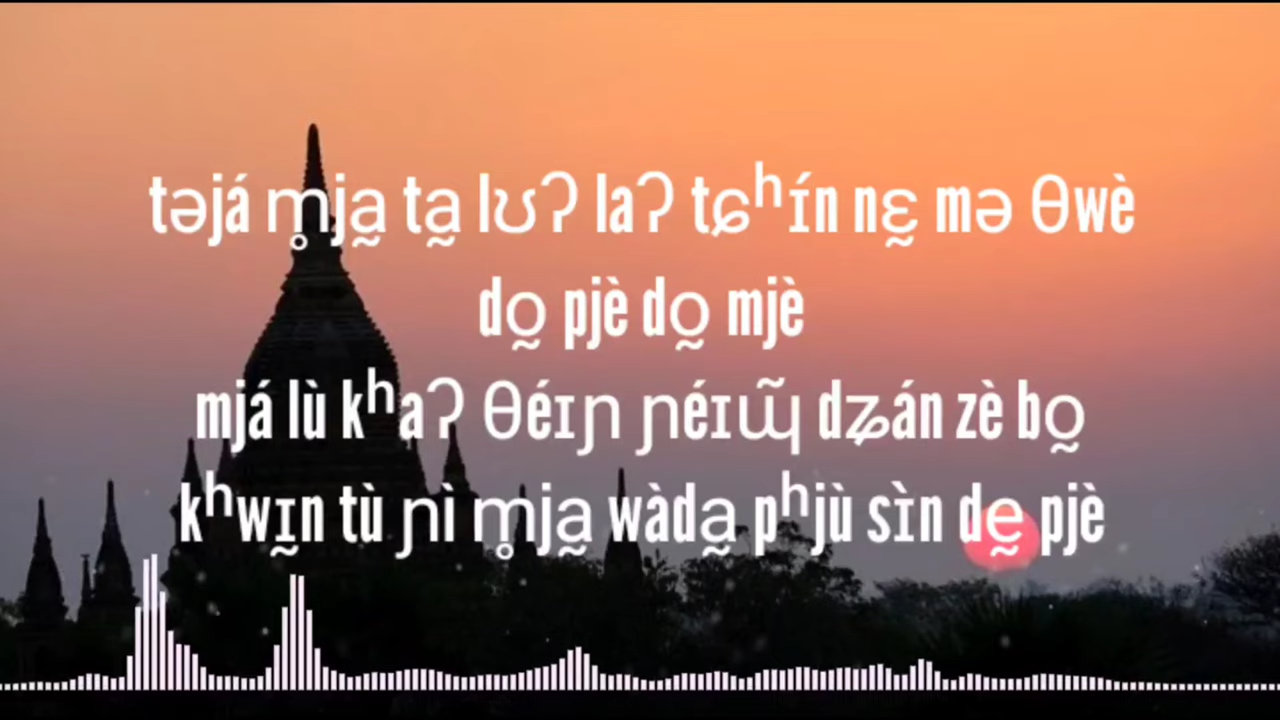 təjá m̥ja̰ ta̰ lʊʔ laʔ tɕʰín nɛ̰ mə θwè
do̰ pjè do̰ mjè
mjá lù kʰaʔ θéɪɲ ɲéɪɰ̃ dʑán zè bo̰
kʰwɪ̰n tù ɲì m̥ja̰ wàda̰ pʰjù sìn dḛ pjè